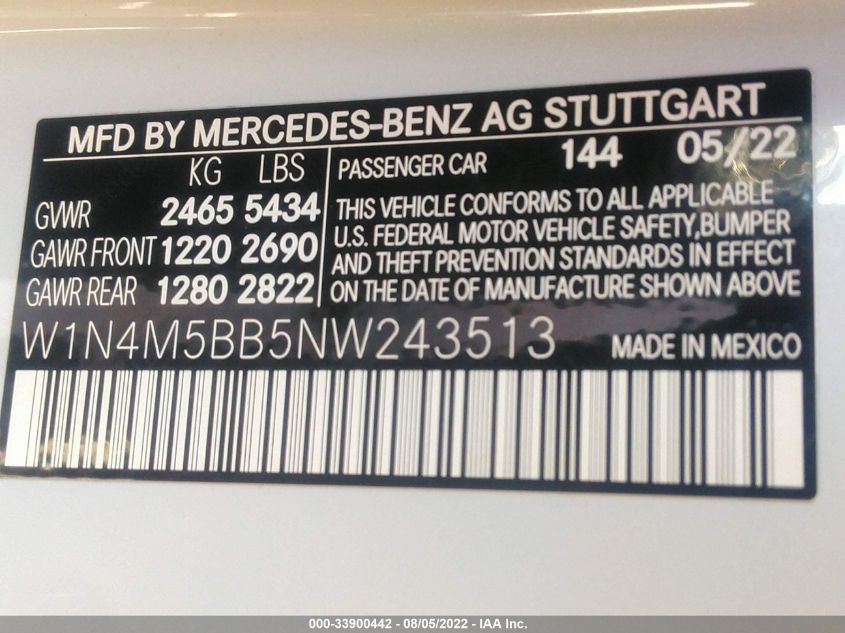 MFD BY MERCEDES-BENZ AG STUTTGART
KG LBS
GVWR 2465 5434
GAWR FRONT 1220 2690
GAWR REAR 1280 2822
PASSENGER CAR 144 05/22
THIS VEHICLE CONFORMS TO ALL APPLICABLE
U.S. FEDERAL MOTOR VEHICLE SAFETY,BUMPER
AND THEFT PREVENTION STANDARDS IN EFFECT
ON THE DATE OF MANUFACTURE SHOWN ABOVE
W1N4M5BB5NW243513 MADE IN MEXICO
000-33900442 - 08/05/2022 - IAA Inc.